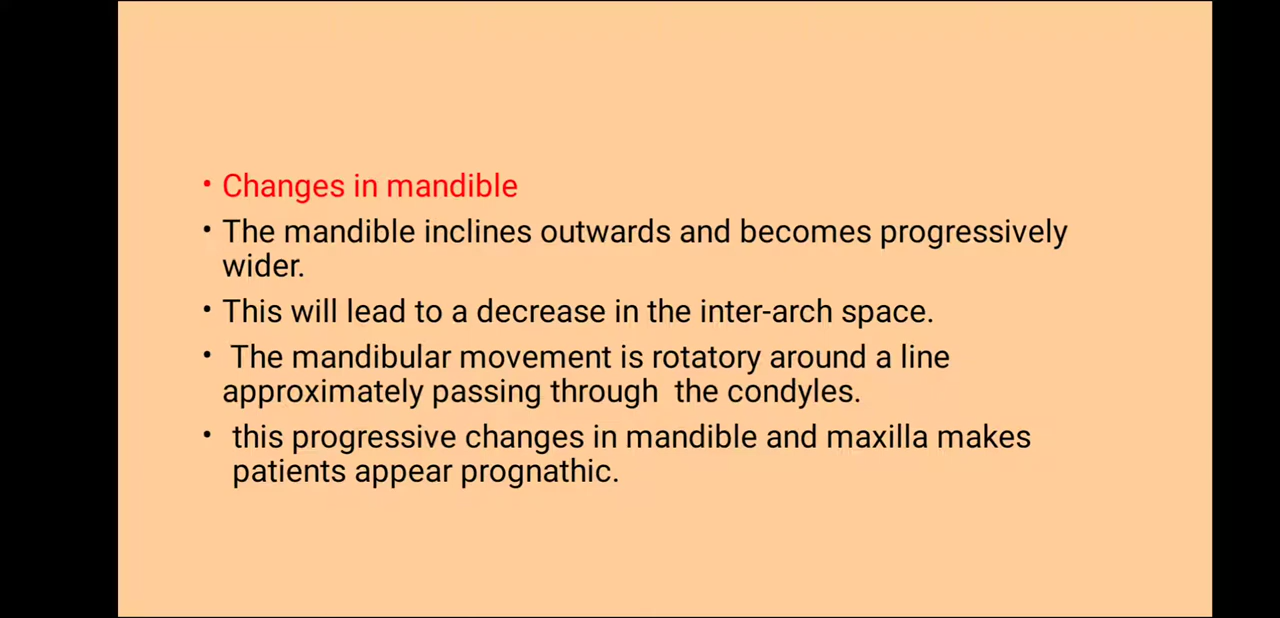 • Changes in mandible
• The mandible inclines outwards and becomes progressively
wider.
• This will lead to a decrease in the inter-arch space.
• The mandibular movement is rotatory around a line
approximately passing through the condyles.
• this progressive changes in mandible and maxilla makes
patients appear prognathic.